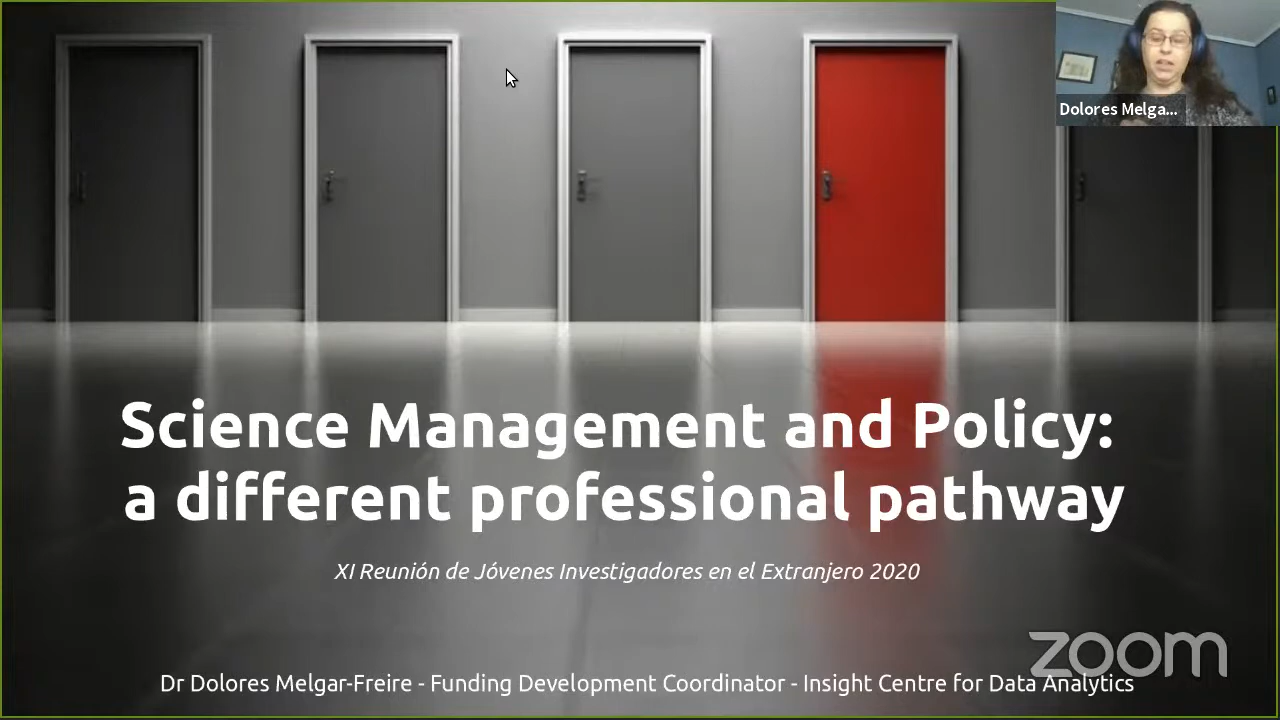 Dolores Melga...
Science Management and Policy:
a different professional pathway
XI Reunión de Jóvenes Investigadores en el Extranjero 2020
zoom
Dr Dolores Melgar-Freire - Funding Development Coordinator - Insight Centre for Data Analytics